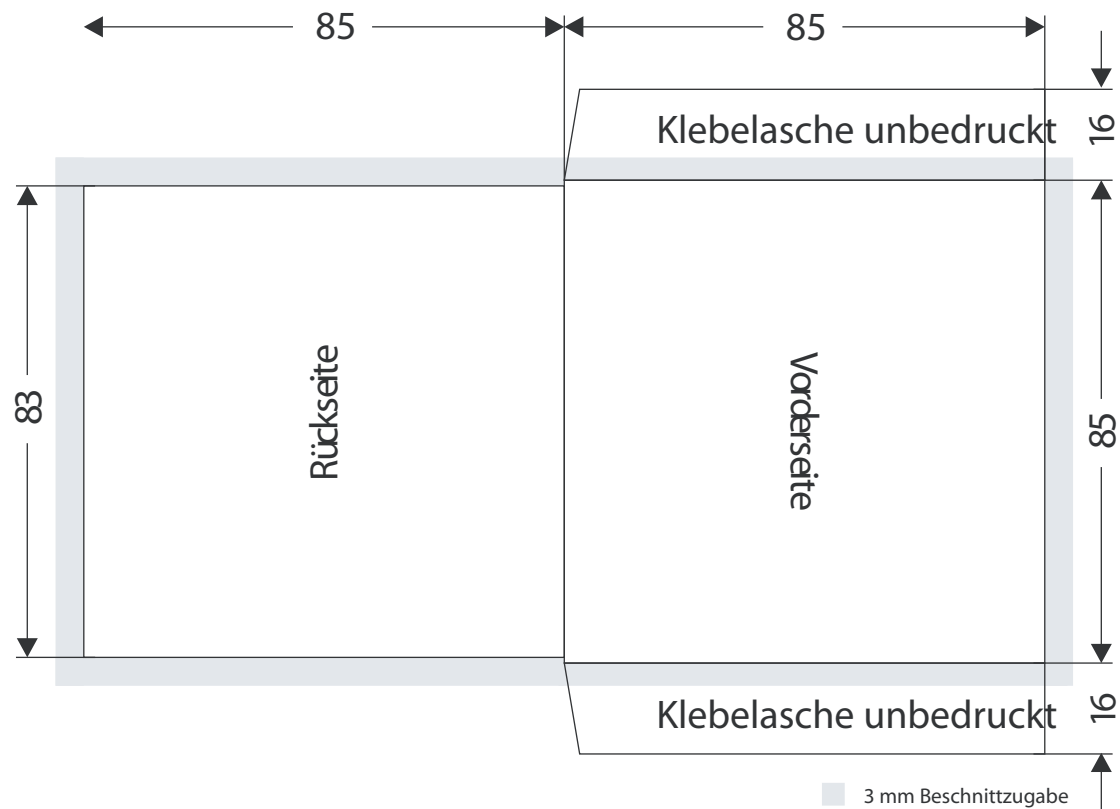 85
85
Klebelasche unbedruckt
16
83
Rückseite
Vorderseite
85
Klebelasche unbedruckt
16
3 mm Beschnittzugabe